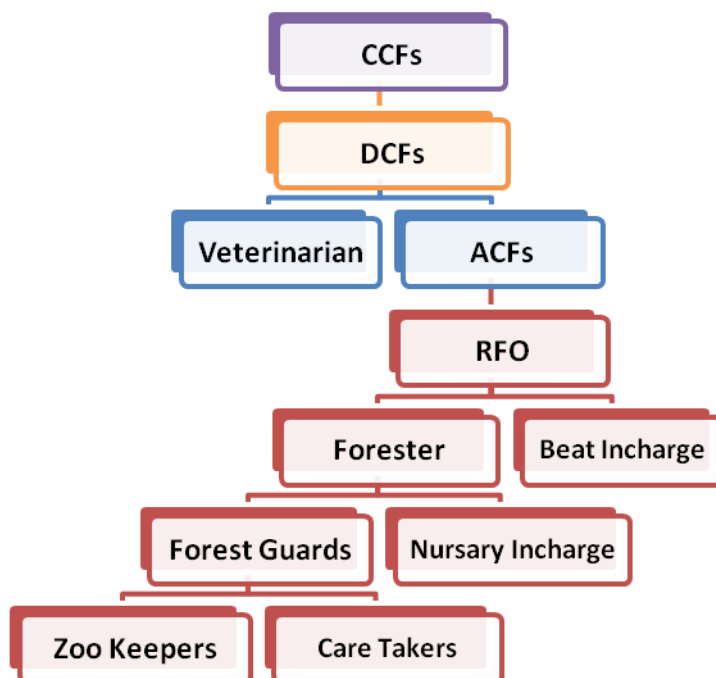 CCFs
DCFs
Veterinarian
ACFs
RFO
Forester
Beat Incharge
Forest Guards
Nursary Incharge
Zoo Keepers
Care Takers